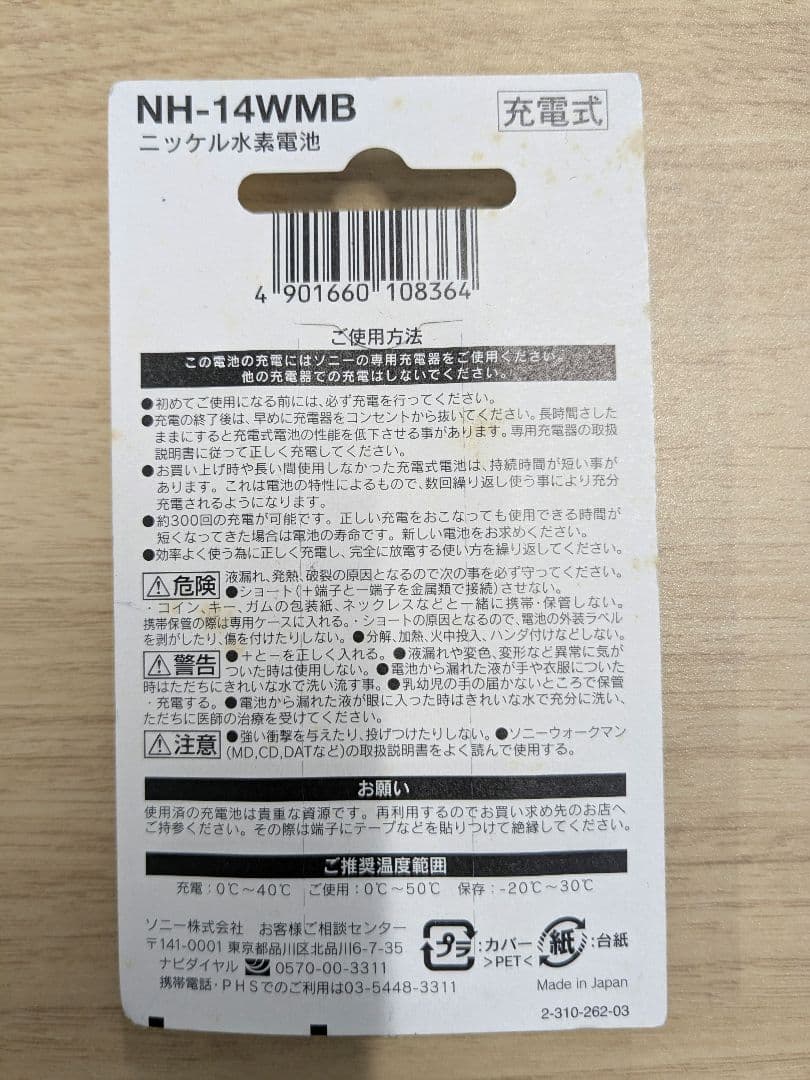 NH-14WMB
充電式
ニッケル水素電池
4 901660 108364
ご使用方法
この電池の充電にはソニーの専用充電器をご使用ください。
他の充電器での充電はしないでください。
●初めてご使用になる前には、必ず充電を行ってください。
●充電の終了後は、早めに充電器をコンセントから抜いてください。長時間さした
ままにすると充電式電池の性能を低下させる事があります。専用充電器の取扱
説明書に従って正しく充電してください。
●お買い上げ時や長い間使用しなかった充電式電池は、持続時間が短い事が
あります。これは電池の特性によるもので、数回繰り返し使う事により充分
充電されるようになります。
●約300回の充電が可能です。正しい充電をおこなっても使用できる時間が
短くなってきた場合は電池の寿命です。新しい電池をお求めください。
●効率よく使う為に正しく充電し、完全に放電する使い方を繰り返してください。
⚠危険 液漏れ、発熱、破裂の原因となるので次の事を必ず守ってください。
●ショート(+端子と−端子を金属類で接続)させない。
・コイン、キー、ガムの包装紙、ネックレスなどと一緒に携帯・保管しない。
携帯保管の際は専用ケースに入れる。・ショートの原因となるので、電池の外装ラベル
を剥がしたり、傷を付けたりしない。●分解、加熱、火中投入、ハンダ付けなどしない。
⚠警告 ●+と−を正しく入れる。●液漏れや変色、変形など異常に気が
ついた時は使用しない。●電池から漏れた液が手や衣服についた
時はただちにきれいな水で洗い流す事。●乳幼児の手の届かないところで保管
・充電する。●電池から漏れた液が眼に入った時はきれいな水で充分に洗い、
ただちに医師の治療を受けてください。
⚠注意 ●強い衝撃を与えたり、投げつけたりしない。●ソニーウォークマン
(MD,CD,DATなど)の取扱説明書をよく読んで使用する。
お願い
使用済の充電池は貴重な資源です。再利用するのでお買い求め先のお店へ
ご持参ください。その際は端子にテープなどを貼りつけて絶縁してください。
ご推奨温度範囲
充電:0℃〜40℃ ご使用:0℃〜50℃ 保存:-20℃〜30℃
ソニー株式会社 お客様ご相談センター
〒141-0001 東京都品川区北品川6-7-35
ナビダイヤル 0570-00-3311
携帯電話・PHSでのご利用は03-5448-3311
プラ :カバー
>PET<
紙 :台紙
Made in Japan
2-310-262-03